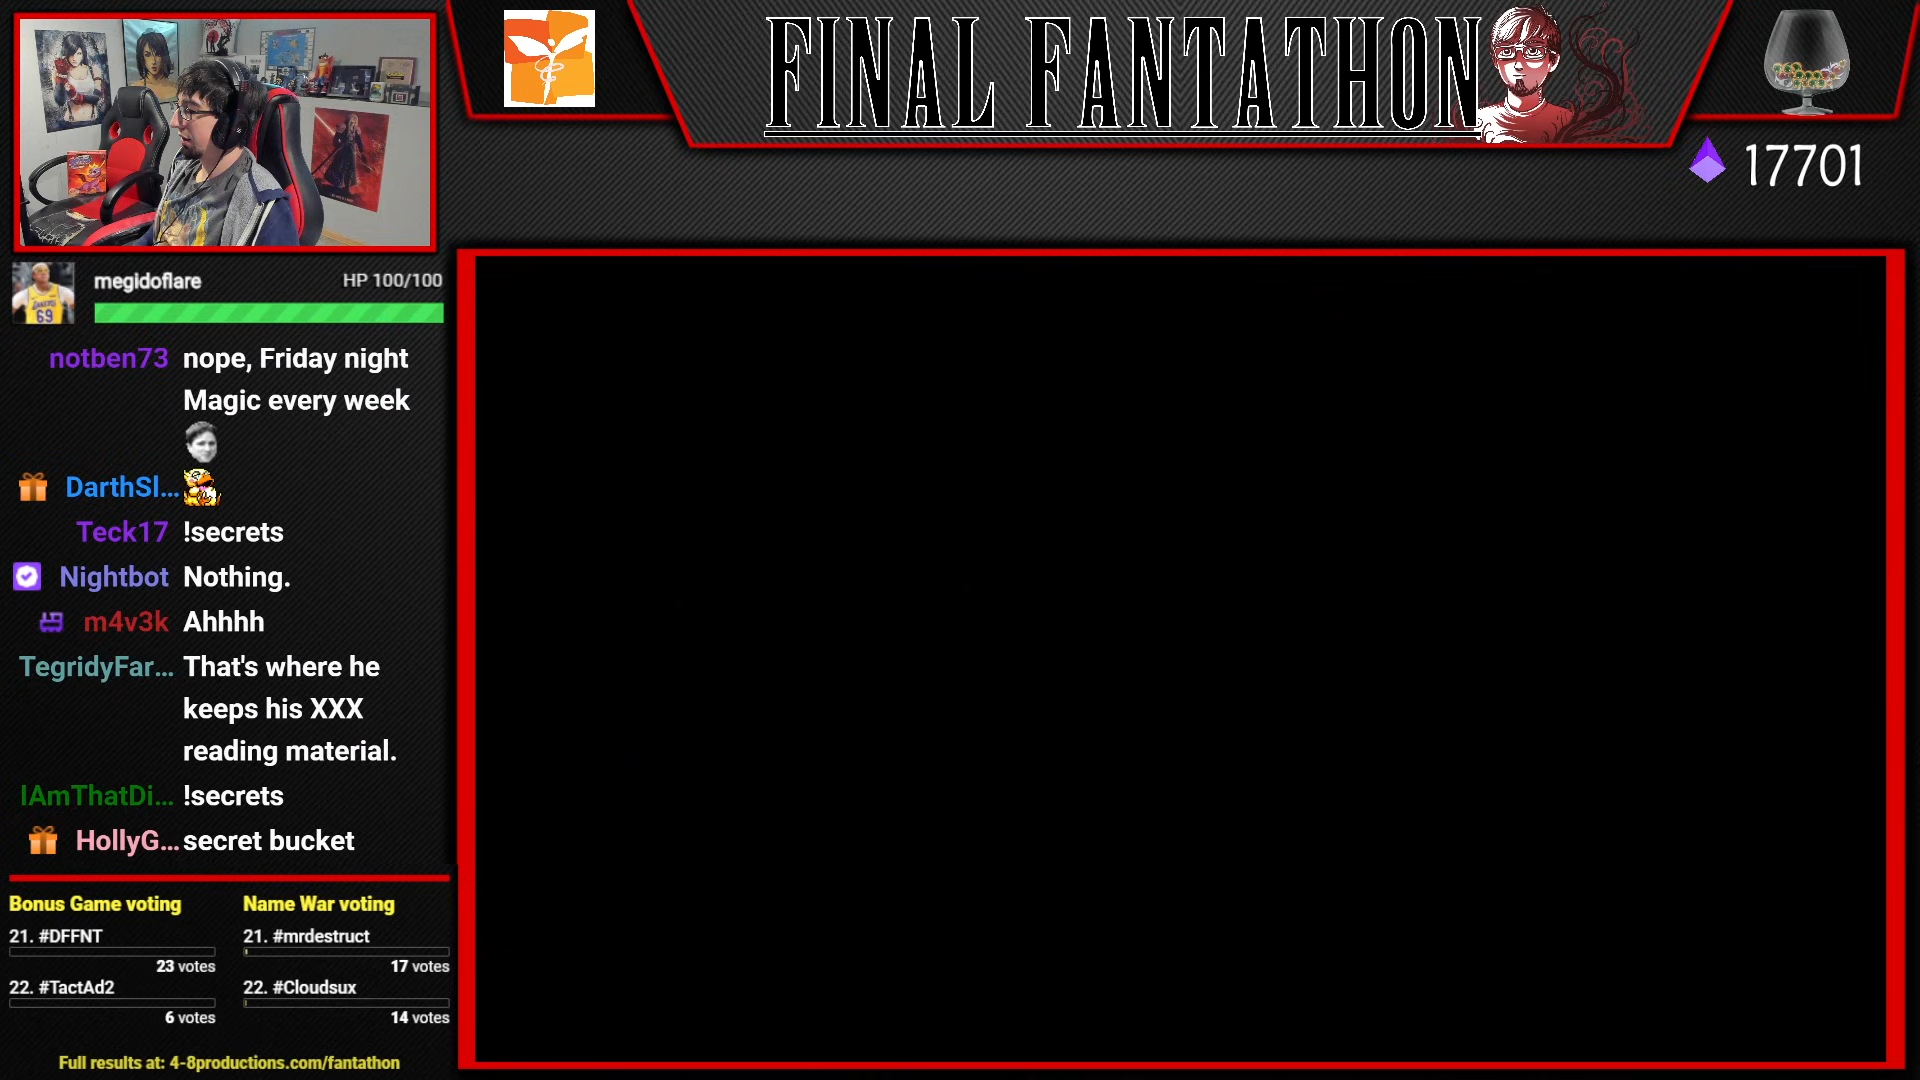 FINAL FANTATHON
17701
megidoflare HP 100/100
69
notben73 nope, Friday night
Magic every week
DarthSl...
Teck17 !secrets
Nightbot Nothing.
m4v3k Ahhhh
TegridyFar... That's where he
keeps his XXX
reading material.
IAmThatDi... !secrets
HollyG... secret bucket
Bonus Game voting
21. #DFFNT
23 votes
22. #TactAd2
6 votes
Name War voting
21. #mrdestruct
17 votes
22. #Cloudsux
14 votes
Full results at: 4-8productions.com/fantathon